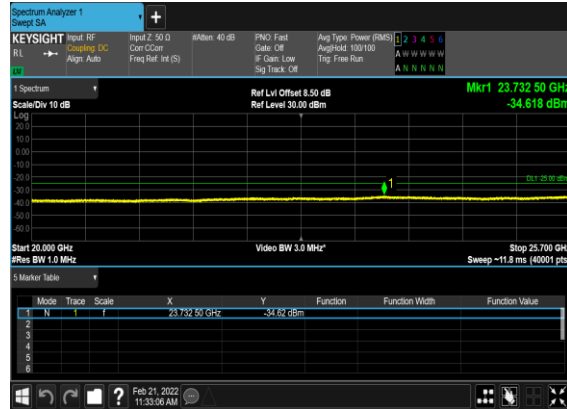 Spectrum Analyzer 1
Swept SA
+
KEYSIGHT Input: RF Input Z: 50 Ω #Atten: 40 dB PNO: Fast Avg Type: Power (RMS) 1 2 3 4 5 6
RL Coupling: DC Corr CCorr Gate: Off Avg|Hold: 100/100 A W W W W W
Align: Auto Freq Ref: Int (S) IF Gain: Low Trig: Free Run
Sig Track: Off A N N N N N
1 Spectrum Ref Lvl Offset 8.50 dB Mkr1 23.732 50 GHz
Scale/Div 10 dB Ref Level 30.00 dBm -34.618 dBm
Log
20.0
10.0
0.00
-10.0
1
DL1 -25.00 dBm
-20.0
-30.0
-40.0
-50.0
-60.0
Start 20.000 GHz Video BW 3.0 MHz* Stop 25.700 GHz
#Res BW 1.0 MHz Sweep ~11.8 ms (40001 pts)
5 Marker Table
Mode Trace Scale X Y Function Function Width Function Value
1 N 1 f 23.732 50 GHz -34.62 dBm
2
3
4
5
6
? Feb 21, 2022
11:33:06 AM